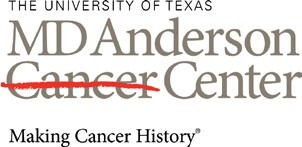 THE UNIVERSITY OF TEXAS
MD Anderson
Cancer Center
Making Cancer History®